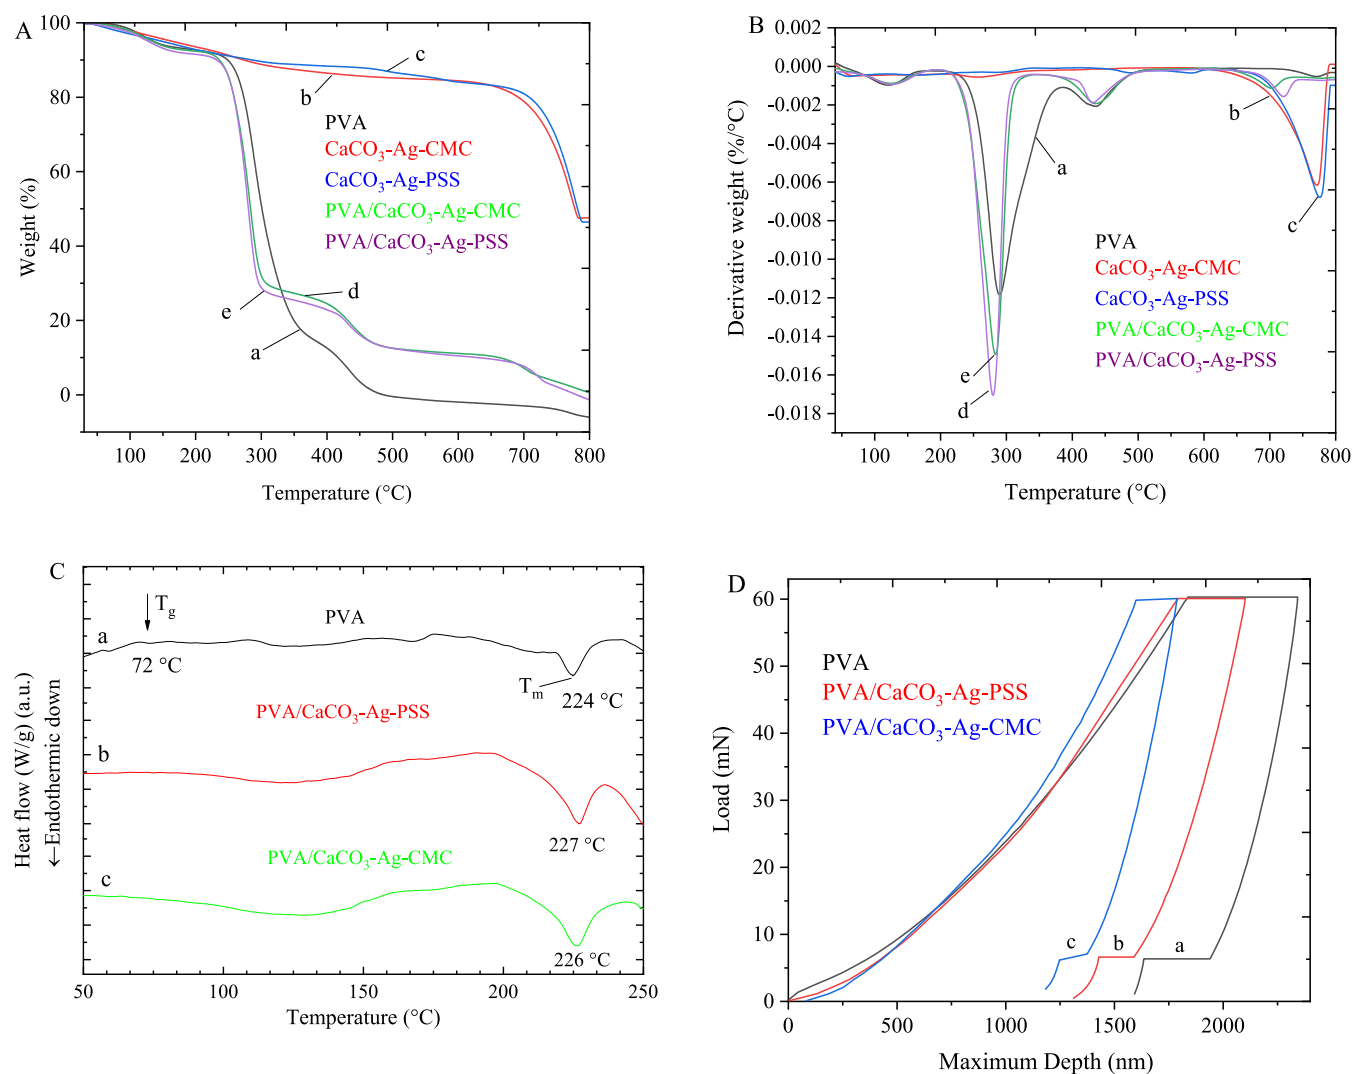 A
100
80
60
40
20
0
Weight (%)
c
b
PVA
CaCO₃-Ag-CMC
CaCO₃-Ag-PSS
PVA/CaCO₃-Ag-CMC
PVA/CaCO₃-Ag-PSS
e
d
a
100 200 300 400 500 600 700 800
Temperature (°C)
B
0.002
0.000
-0.002
-0.004
-0.006
-0.008
-0.010
-0.012
-0.014
-0.016
-0.018
Derivative weight (%/°C)
b
a
c
PVA
CaCO₃-Ag-CMC
CaCO₃-Ag-PSS
PVA/CaCO₃-Ag-CMC
PVA/CaCO₃-Ag-PSS
e
d
100 200 300 400 500 600 700 800
Temperature (°C)
C
Heat flow (W/g) (a.u.)
←Endothermic down
Tg
PVA
a
72 °C
Tm
224 °C
PVA/CaCO₃-Ag-PSS
b
227 °C
PVA/CaCO₃-Ag-CMC
c
226 °C
50 100 150 200 250
Temperature (°C)
D
60
50
40
30
20
10
0
Load (mN)
PVA
PVA/CaCO₃-Ag-PSS
PVA/CaCO₃-Ag-CMC
c b a
0 500 1000 1500 2000
Maximum Depth (nm)